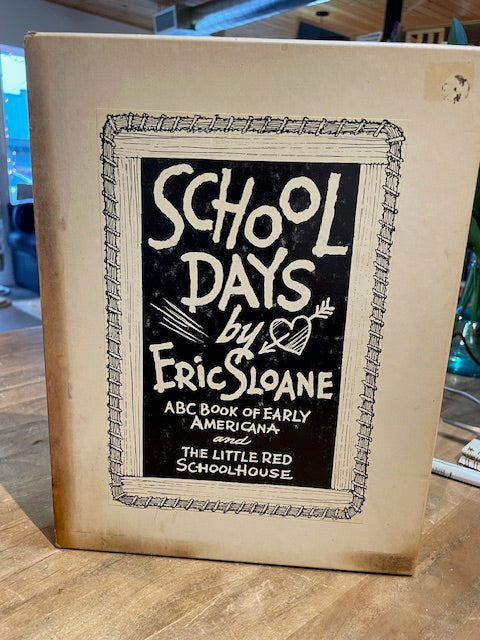 SCHOOL
DAYS
by
ERIC SLOANE
ABC BOOK OF EARLY
AMERICANA
and
THE LITTLE RED
SCHOOLHOUSE